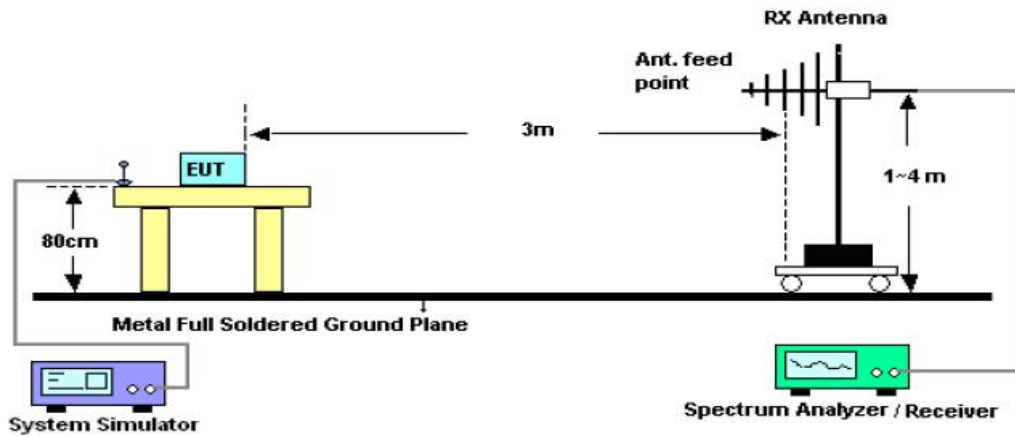 RX Antenna
Ant. feed
point
3m
EUT
1~4 m
80cm
Metal Full Soldered Ground Plane
System Simulator
Spectrum Analyzer / Receiver